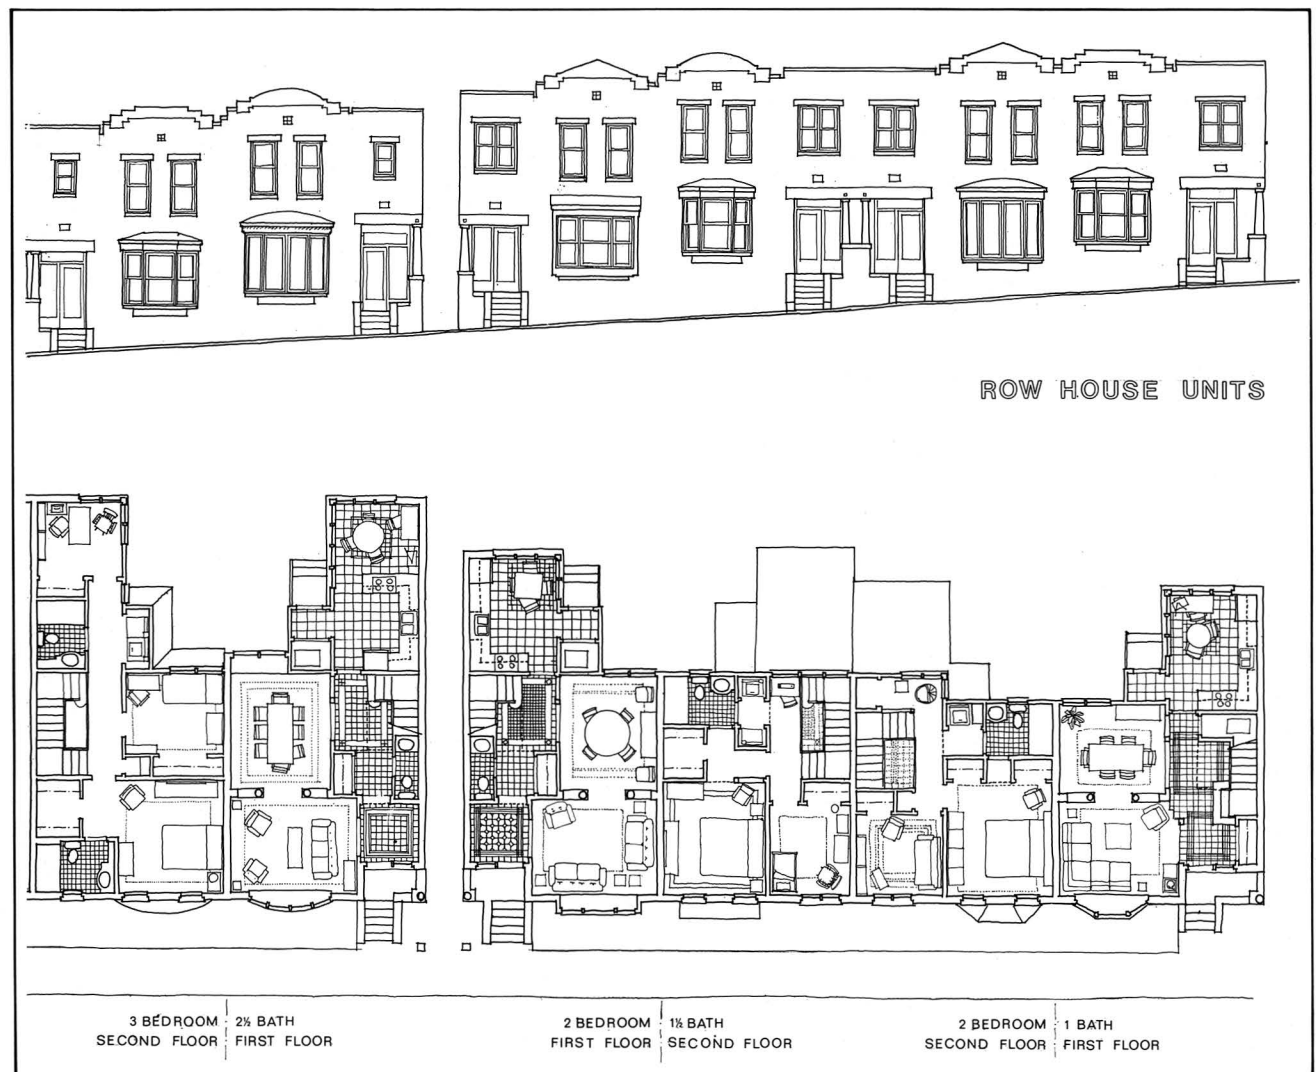 ROW HOUSE UNITS
3 BEDROOM 2½ BATH
SECOND FLOOR FIRST FLOOR
2 BEDROOM 1½ BATH
FIRST FLOOR SECOND FLOOR
2 BEDROOM 1 BATH
SECOND FLOOR FIRST FLOOR